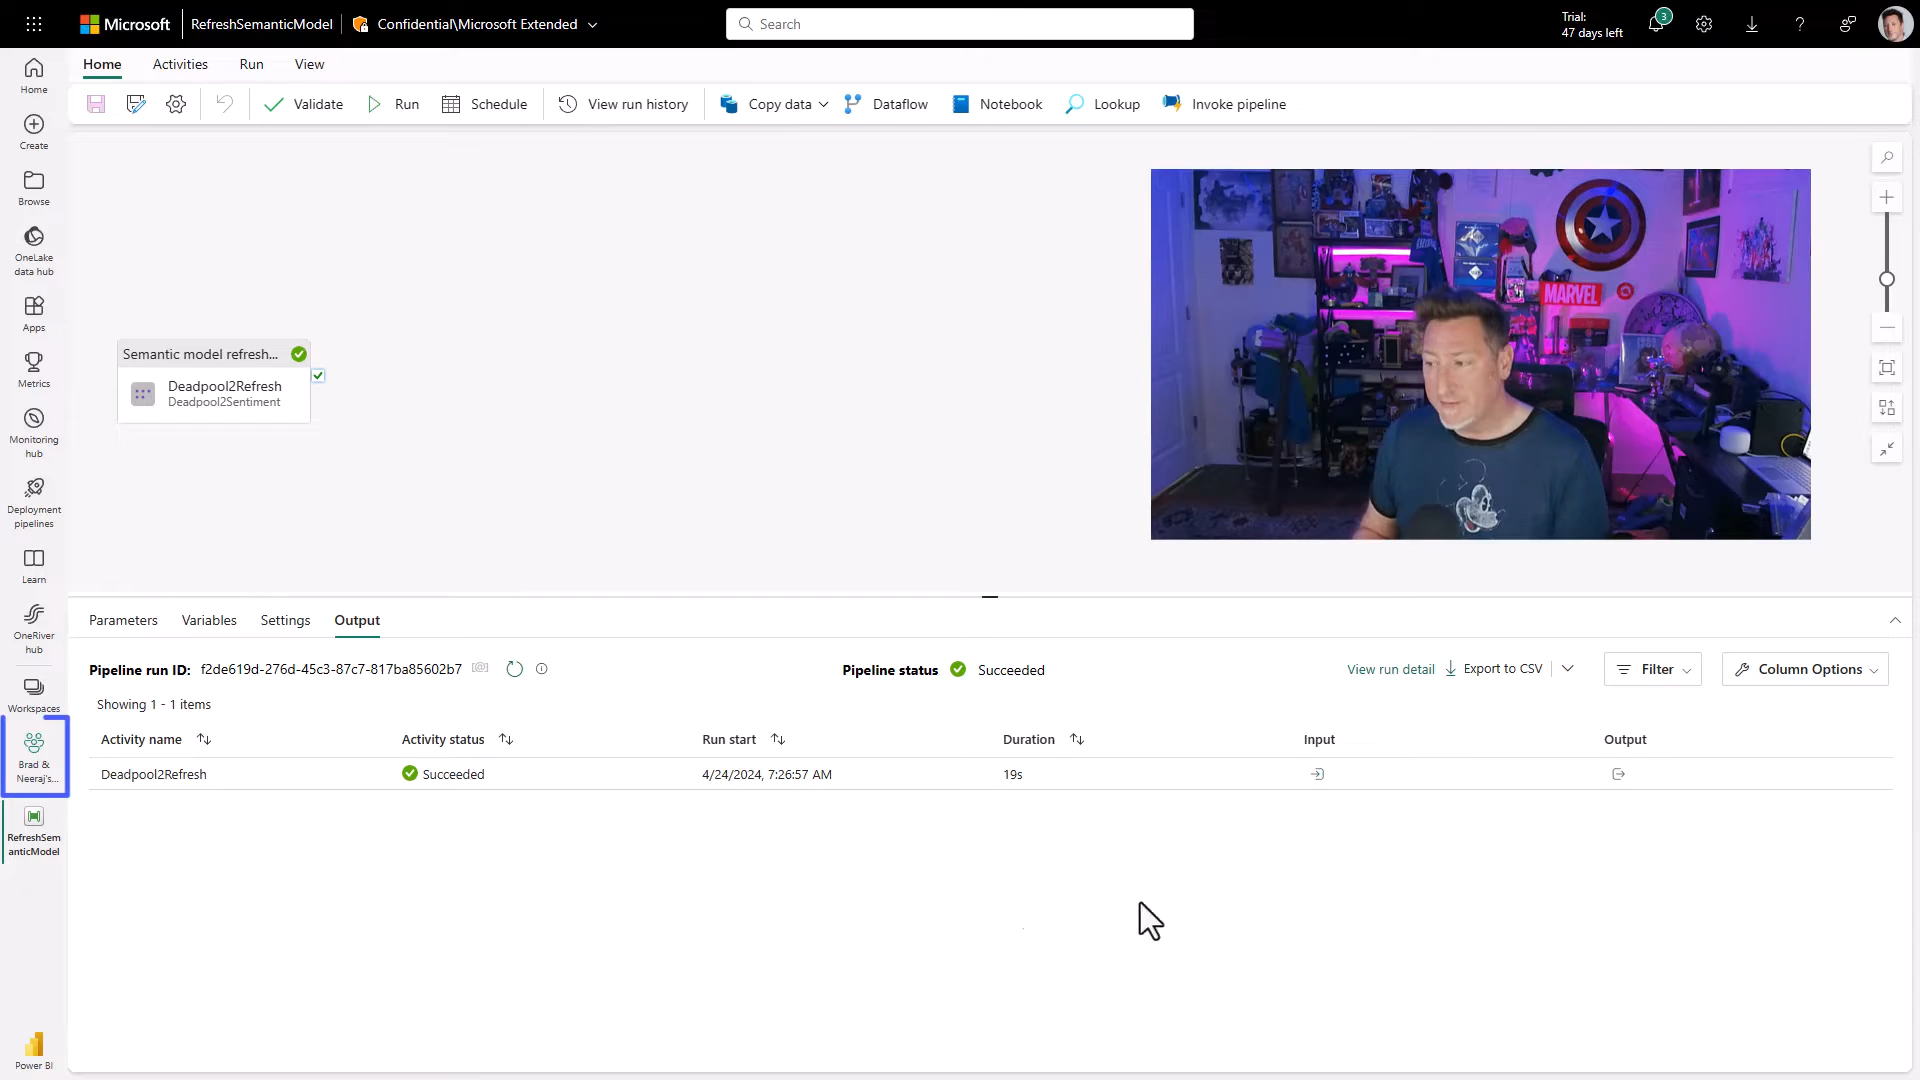 Microsoft
RefreshSemanticModel
Confidential\Microsoft Extended
Search
Trial:
47 days left
3
Home
Activities
Run
View
Validate
Run
Schedule
View run history
Copy data
Dataflow
Notebook
Lookup
Invoke pipeline
Home
Create
Browse
OneLake
data hub
Apps
Metrics
Monitoring
hub
Deployment
pipelines
Learn
OneRiver
hub
Workspaces
Brad &
Neeraj's...
RefreshSem
anticModel
Power BI
Semantic model refresh...
Deadpool2Refresh
Deadpool2Sentiment
MARVEL
Parameters
Variables
Settings
Output
Pipeline run ID: f2de619d-276d-45c3-87c7-817ba85602b7
Pipeline status Succeeded
View run detail
Export to CSV
Filter
Column Options
Showing 1 - 1 items
Activity name
Activity status
Run start
Duration
Input
Output
Deadpool2Refresh
Succeeded
4/24/2024, 7:26:57 AM
19s